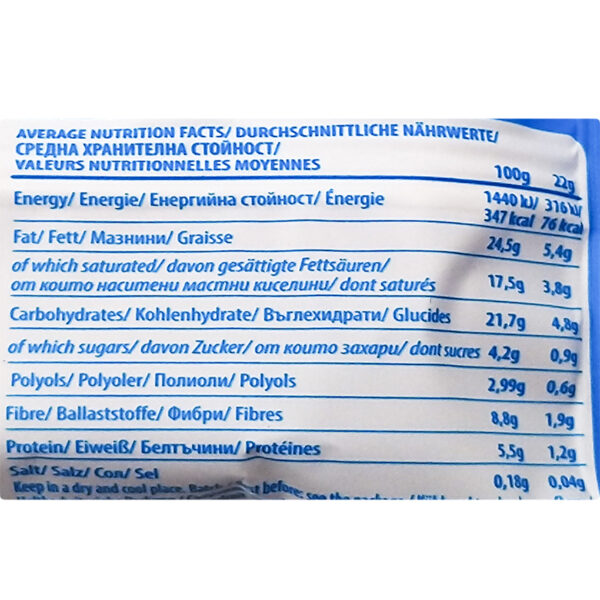 AVERAGE NUTRITION FACTS/ DURCHSCHNITTLICHE NÄHRWERTE/
СРЕДНА ХРАНИТЕЛНА СТОЙНОСТ/
VALEURS NUTRITIONNELLES MOYENNES
100g 22g
Energy/ Energie/ Енергийна стойност/ Énergie 1440 kJ/ 316 kJ/
347 kcal 76 kcal
Fat/ Fett/ Мазнини/ Graisse 24,5g 5,4g
of which saturated/ davon gesättigte Fettsäuren/
от които наситени мастни киселини/ dont saturés 17,5g 3,8g
Carbohydrates/ Kohlenhydrate/ Въглехидрати/ Glucides 21,7g 4,8g
of which sugars/ davon Zucker/ от които захари/ dont sucres 4,2g 0,9g
Polyols/ Polyoler/ Полиоли/ Polyols 2,99g 0,6g
Fibre/ Ballaststoffe/ Фибри/ Fibres 8,8g 1,9g
Protein/ Eiweiß/ Белтъчини/ Protéines 5,5g 1,2g
Salt/ Salz/ Сол/ Sel 0,18g 0,04g
Keep in a dry and cool place. before: see the